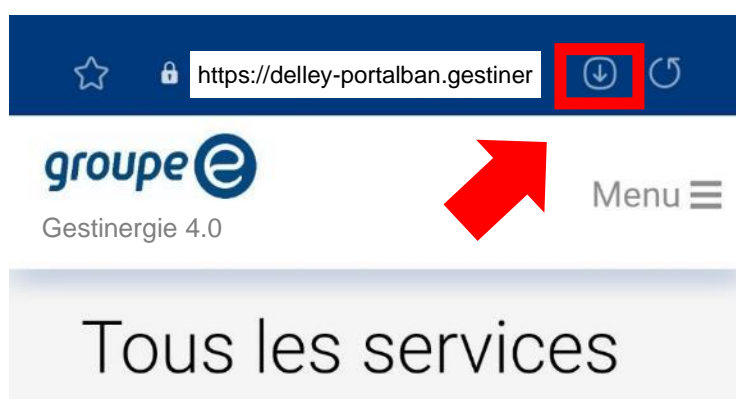 https://delley-portalban.gestiner
groupe e
Menu
Gestinergie 4.0
Tous les services